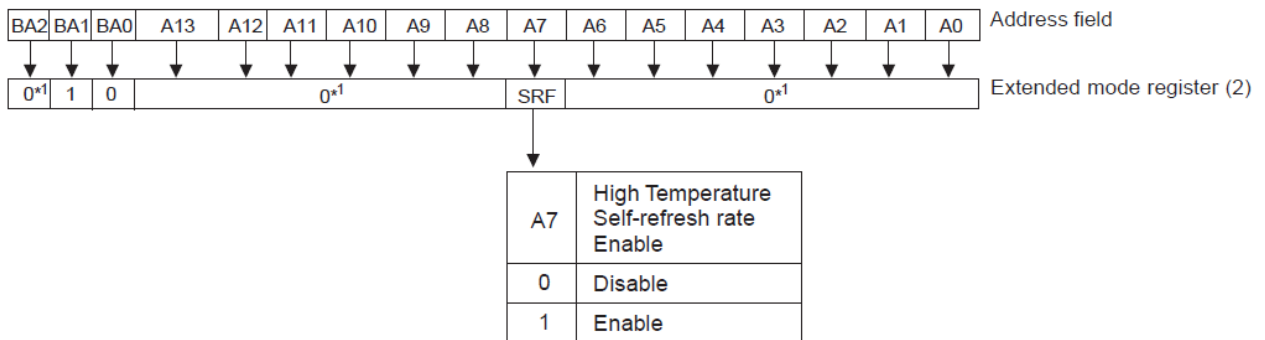 BA2 BA1 BA0 A13 A12 A11 A10 A9 A8 A7 A6 A5 A4 A3 A2 A1 A0 Address field
0*1 1 0 0*1 SRF 0*1 Extended mode register (2)
A7 High Temperature
Self-refresh rate
Enable
0 Disable
1 Enable